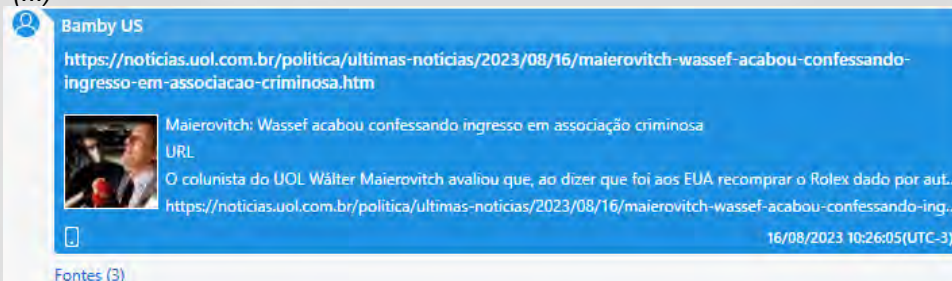 (...)
Bamby US
https://noticias.uol.com.br/politica/ultimas-noticias/2023/08/16/maierovitch-wassef-acabou-confessando-
ingresso-em-associacao-criminosa.htm
Maierovitch: Wassef acabou confessando ingresso em associação criminosa
URL
O colunista do UOL Wálter Maierovitch avaliou que, ao dizer que foi aos EUA recomprar o Rolex dado por aut...
https://noticias.uol.com.br/politica/ultimas-noticias/2023/08/16/maierovitch-wassef-acabou-confessando-ing...
16/08/2023 10:26:05(UTC-3)
Fontes (3)